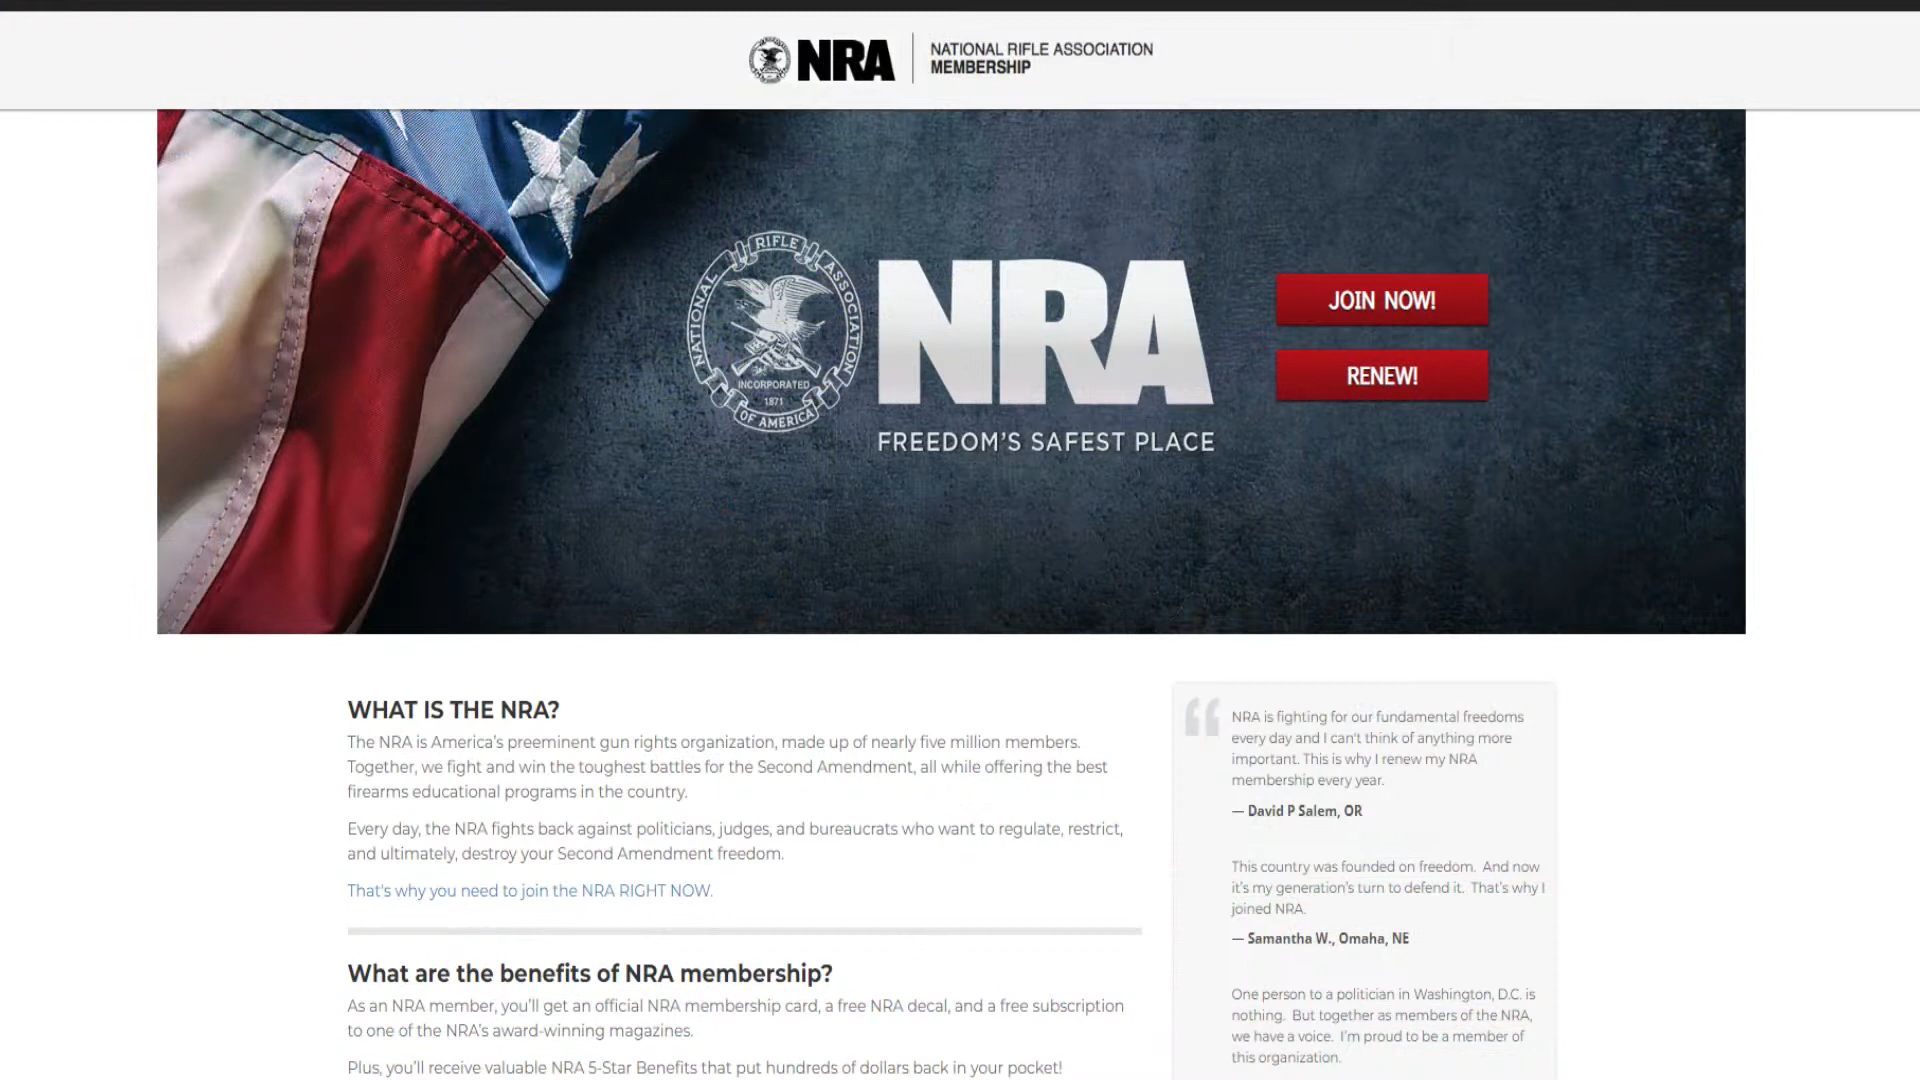 NRA
NATIONAL RIFLE ASSOCIATION
MEMBERSHIP
NATIONAL RIFLE ASSOCIATION
INCORPORATED
1871
OF AMERICA
NRA
FREEDOM'S SAFEST PLACE
JOIN NOW!
RENEW!
WHAT IS THE NRA?
The NRA is America's preeminent gun rights organization, made up of nearly five million members.
Together, we fight and win the toughest battles for the Second Amendment, all while offering the best
firearms educational programs in the country.
Every day, the NRA fights back against politicians, judges, and bureaucrats who want to regulate, restrict,
and ultimately, destroy your Second Amendment freedom.
That's why you need to join the NRA RIGHT NOW.
What are the benefits of NRA membership?
As an NRA member, you'll get an official NRA membership card, a free NRA decal, and a free subscription
to one of the NRA's award-winning magazines.
Plus, you'll receive valuable NRA 5-Star Benefits that put hundreds of dollars back in your pocket!
NRA is fighting for our fundamental freedoms
every day and I can't think of anything more
important. This is why I renew my NRA
membership every year.
— David P Salem, OR
This country was founded on freedom. And now
it's my generation's turn to defend it. That's why I
joined NRA.
— Samantha W., Omaha, NE
One person to a politician in Washington, D.C. is
nothing. But together as members of the NRA,
we have a voice. I'm proud to be a member of
this organization.